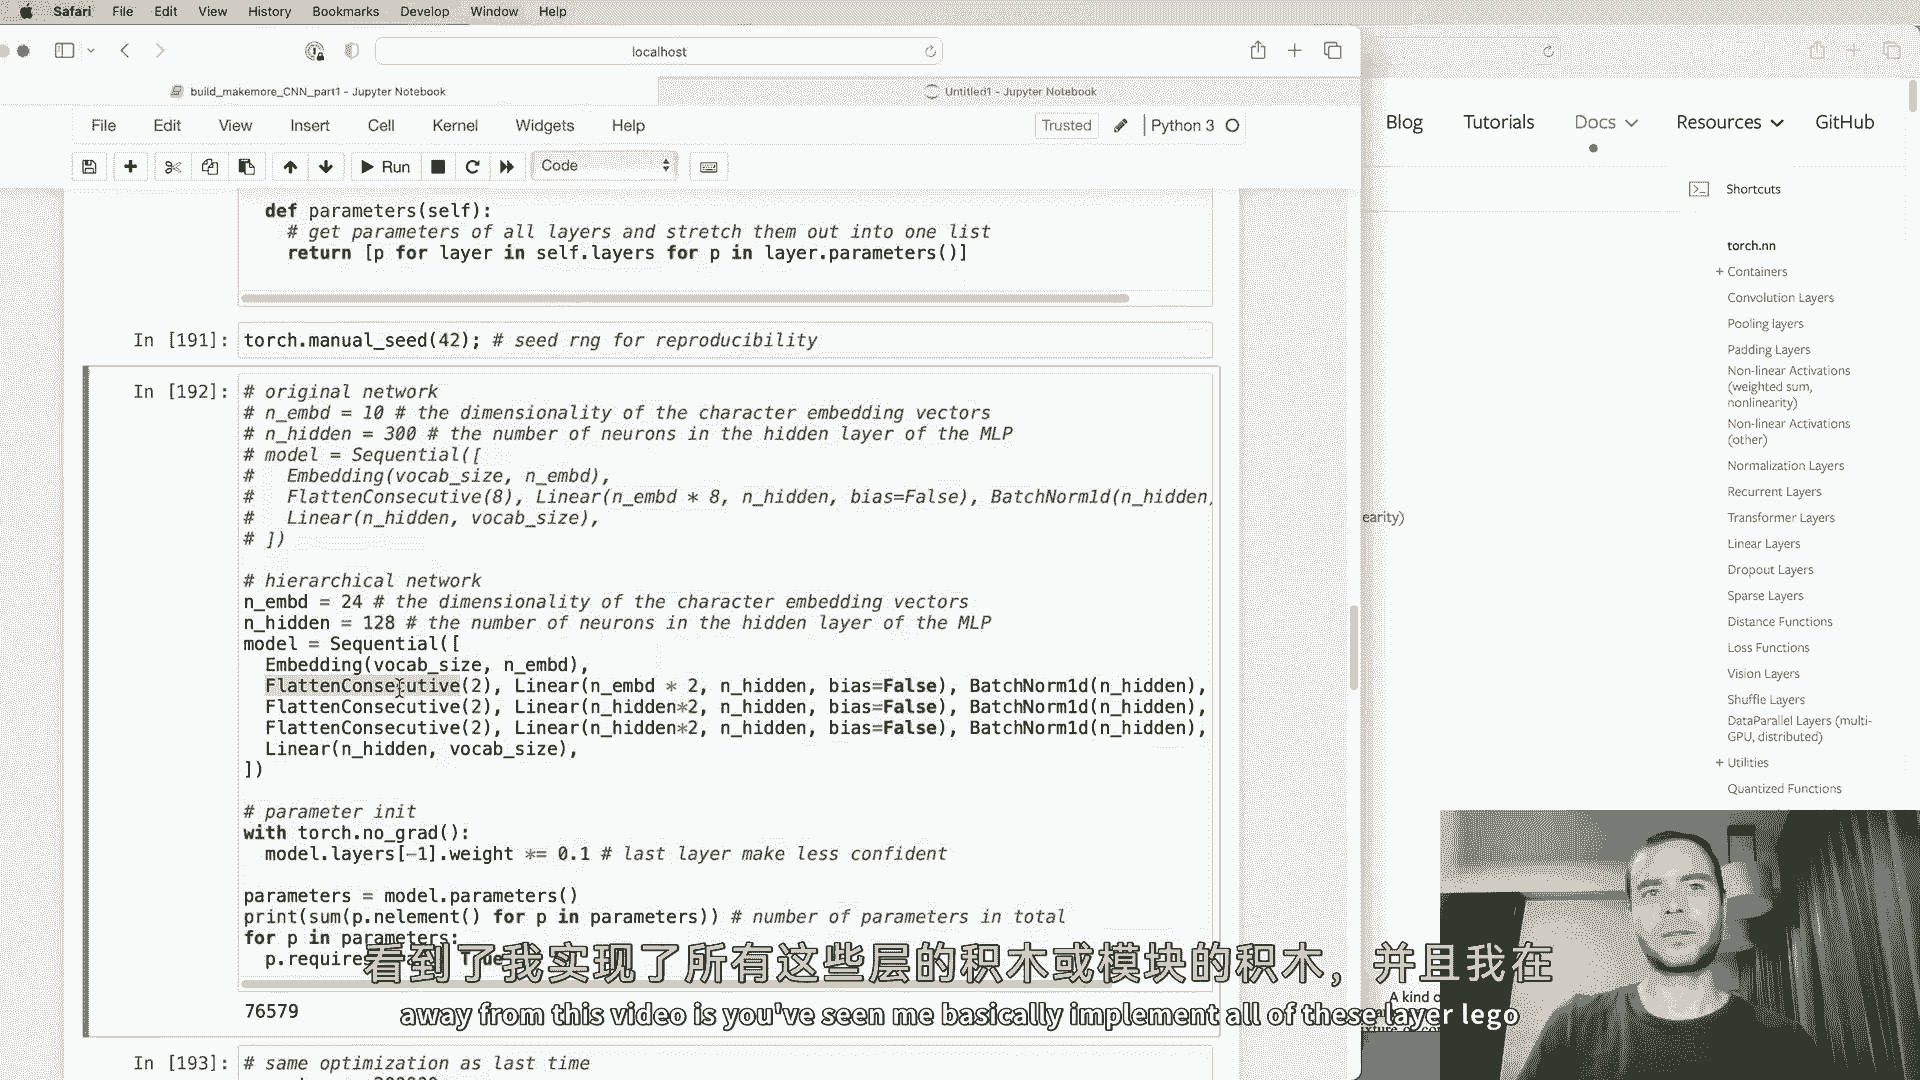 Safari File Edit View History Bookmarks Develop Window Help
localhost
build_makemore_CNN_part1 - Jupyter Notebook
Untitled1 - Jupyter Notebook
File Edit View Insert Cell Kernel Widgets Help
Trusted
Python 3
Run
Code
def parameters(self):
# get parameters of all layers and stretch them out into one list
return [p for layer in self.layers for p in layer.parameters()]
In [191]: torch.manual_seed(42); # seed rng for reproducibility
In [192]: # original network
# n_embd = 10 # the dimensionality of the character embedding vectors
# n_hidden = 300 # the number of neurons in the hidden layer of the MLP
# model = Sequential([
#   Embedding(vocab_size, n_embd),
#   FlattenConsecutive(8), Linear(n_embd * 8, n_hidden, bias=False), BatchNorm1d(n_hidden)
#   Linear(n_hidden, vocab_size),
# ])
# hierarchical network
n_embd = 24 # the dimensionality of the character embedding vectors
n_hidden = 128 # the number of neurons in the hidden layer of the MLP
model = Sequential([
Embedding(vocab_size, n_embd),
FlattenConsecutive(2), Linear(n_embd * 2, n_hidden, bias=False), BatchNorm1d(n_hidden),
FlattenConsecutive(2), Linear(n_hidden*2, n_hidden, bias=False), BatchNorm1d(n_hidden),
FlattenConsecutive(2), Linear(n_hidden*2, n_hidden, bias=False), BatchNorm1d(n_hidden),
Linear(n_hidden, vocab_size),
])
# parameter init
with torch.no_grad():
model.layers[-1].weight *= 0.1 # last layer make less confident
parameters = model.parameters()
print(sum(p.nelement() for p in parameters)) # number of parameters in total
for p in parameters:
76579
In [193]: # same optimization as last time
Blog Tutorials Docs Resources GitHub
Shortcuts
torch.nn
+ Containers
Convolution Layers
Pooling layers
Padding Layers
Non-linear Activations
(weighted sum,
nonlinearity)
Non-linear Activations
(other)
Normalization Layers
Recurrent Layers
Transformer Layers
Linear Layers
Dropout Layers
Sparse Layers
Distance Functions
Loss Functions
Vision Layers
Shuffle Layers
DataParallel Layers (multi-
GPU, distributed)
+ Utilities
Quantized Functions
earity)
看到了我实现了所有这些层的积木或模块的积木，并且我在
away from this video is you've seen me basically implement all of these layer lego